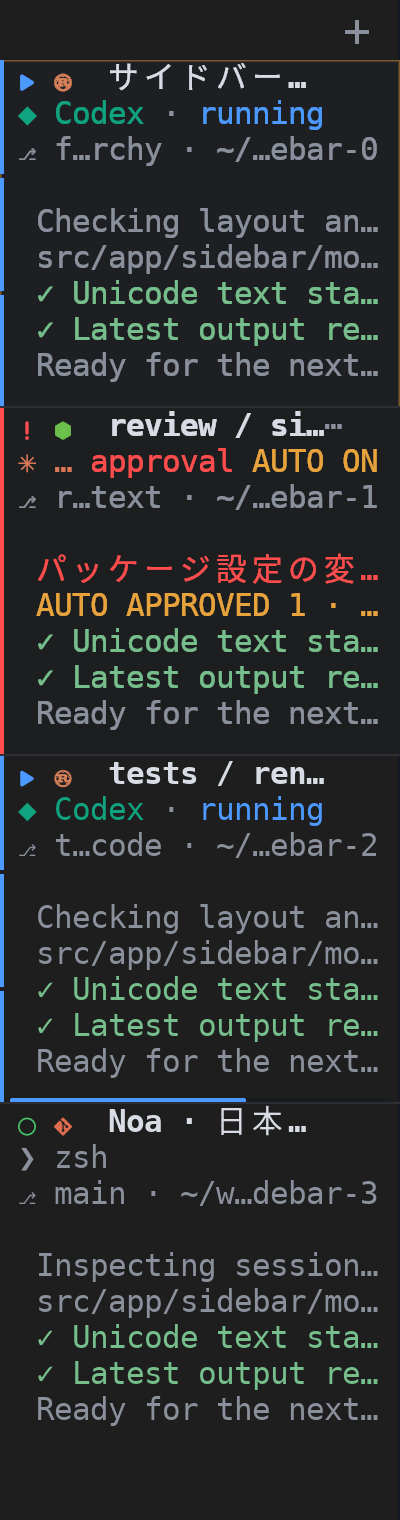 +
サイドバー…
◆ Codex · running
f…rchy · ~/…ebar-0
Checking layout an…
src/app/sidebar/mo…
✓ Unicode text sta…
✓ Latest output re…
Ready for the next…
! review / si…⋯
✳ … approval AUTO ON
r…text · ~/…ebar-1
パッケージ設定の変…
AUTO APPROVED 1 · …
✓ Unicode text sta…
✓ Latest output re…
Ready for the next…
tests / ren…
◆ Codex · running
t…code · ~/…ebar-2
Checking layout an…
src/app/sidebar/mo…
✓ Unicode text sta…
✓ Latest output re…
Ready for the next…
Noa · 日本…
❯ zsh
main · ~/w…debar-3
Inspecting session…
src/app/sidebar/mo…
✓ Unicode text sta…
✓ Latest output re…
Ready for the next…